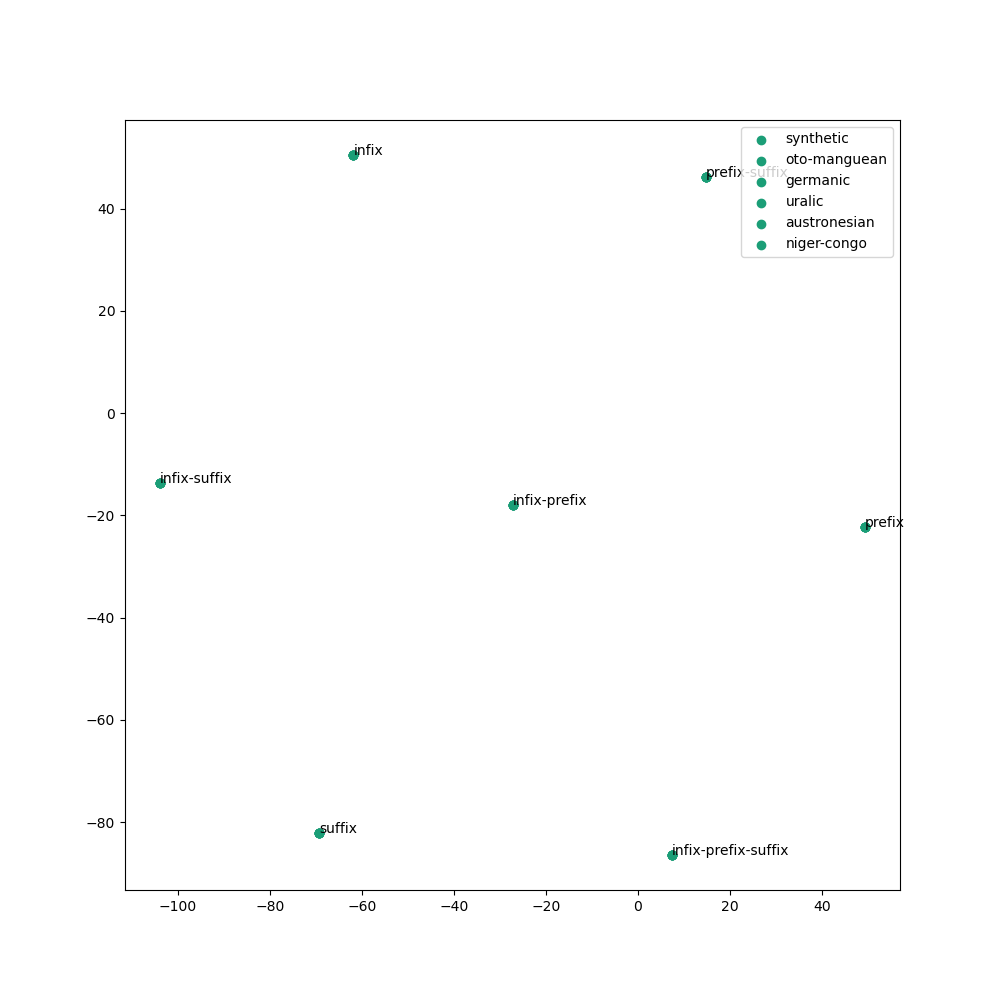 infix
prefix-suffix
synthetic
oto-manguean
germanic
uralic
austronesian
niger-congo
40
20
0
infix-suffix
infix-prefix
−20
prefix
−40
−60
−80
suffix
infix-prefix-suffix
−100 −80 −60 −40 −20 0 20 40